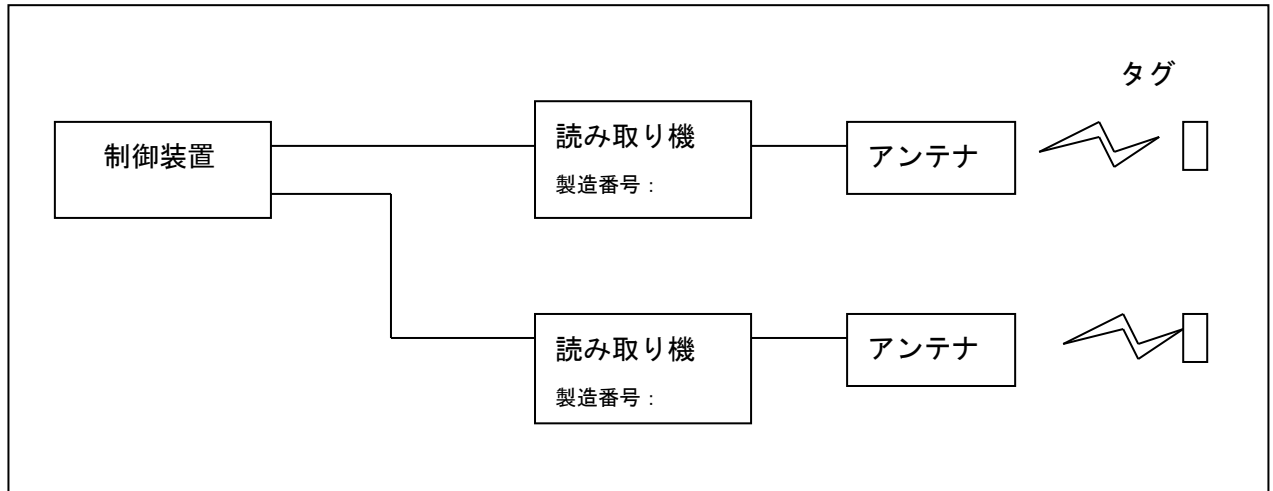 タグ
制御装置
読み取り機
製造番号：
アンテナ
読み取り機
製造番号：
アンテナ